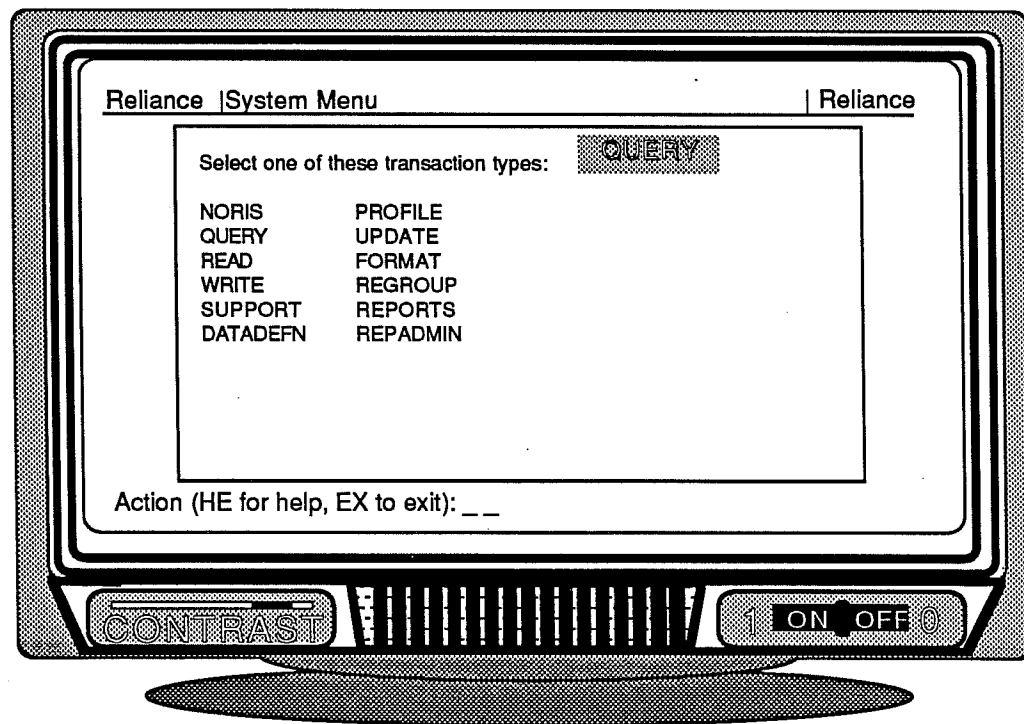 Reliance |System Menu | Reliance
Select one of these transaction types: QUERY
NORIS PROFILE
QUERY UPDATE
READ FORMAT
WRITE REGROUP
SUPPORT REPORTS
DATADEFN REPADMIN
Action (HE for help, EX to exit): _ _
CONTRAST
1 ON OFF 0